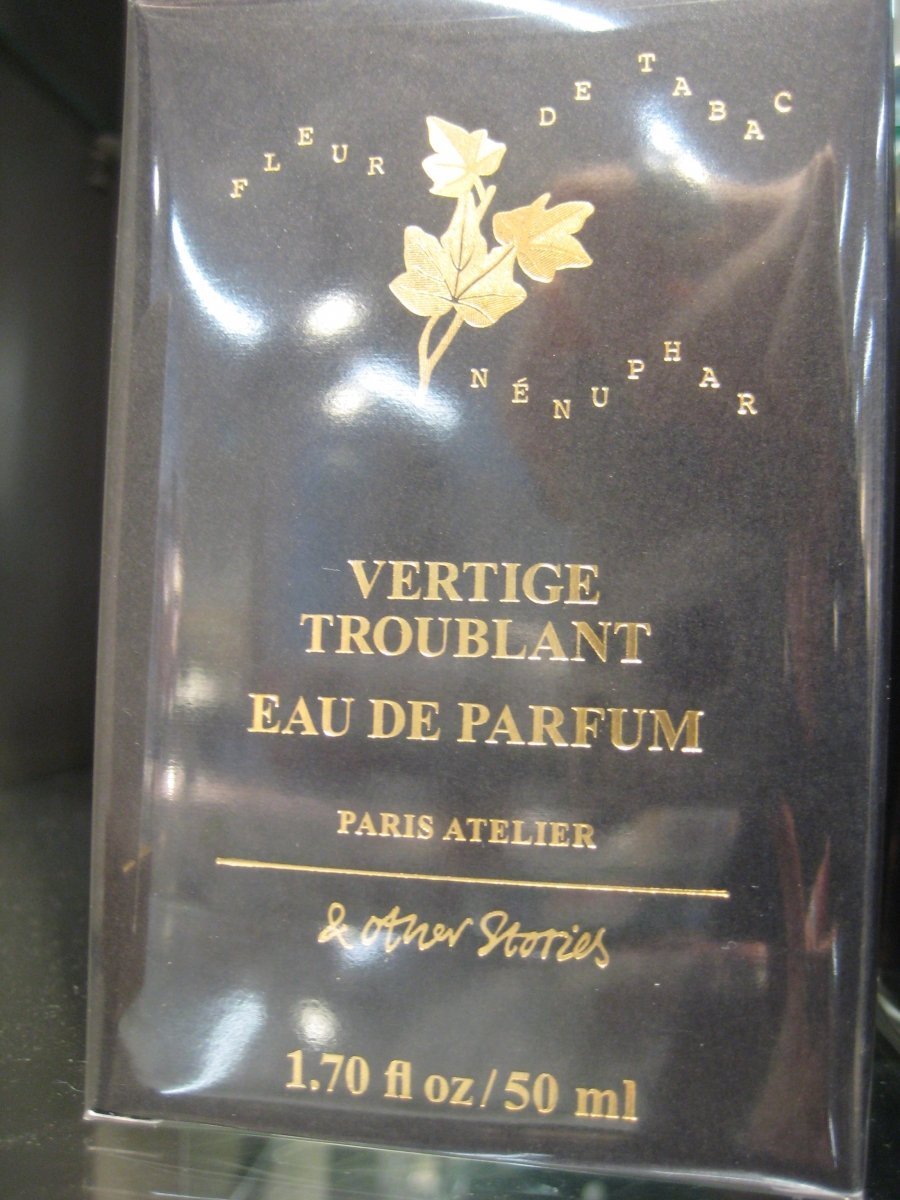 FLEUR DE TABAC
NÉNUPHAR
VERTIGE
TROUBLANT
EAU DE PARFUM
PARIS ATELIER
& other Stories
1.70 fl oz / 50 ml